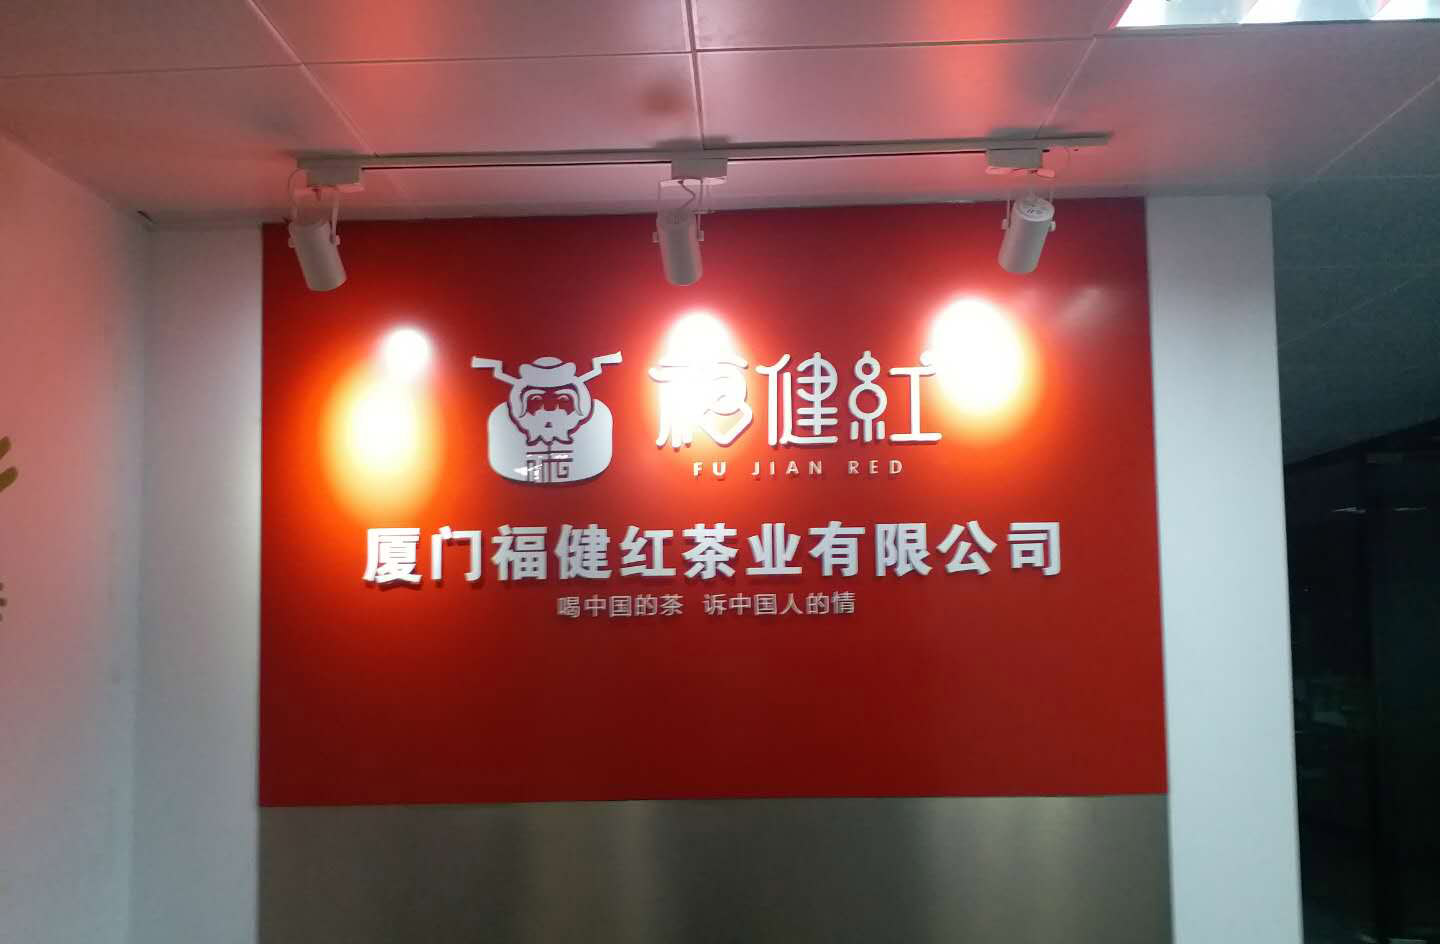 福健紅
FU JIAN RED
厦门福健红茶业有限公司
喝中国的茶 诉中国人的情